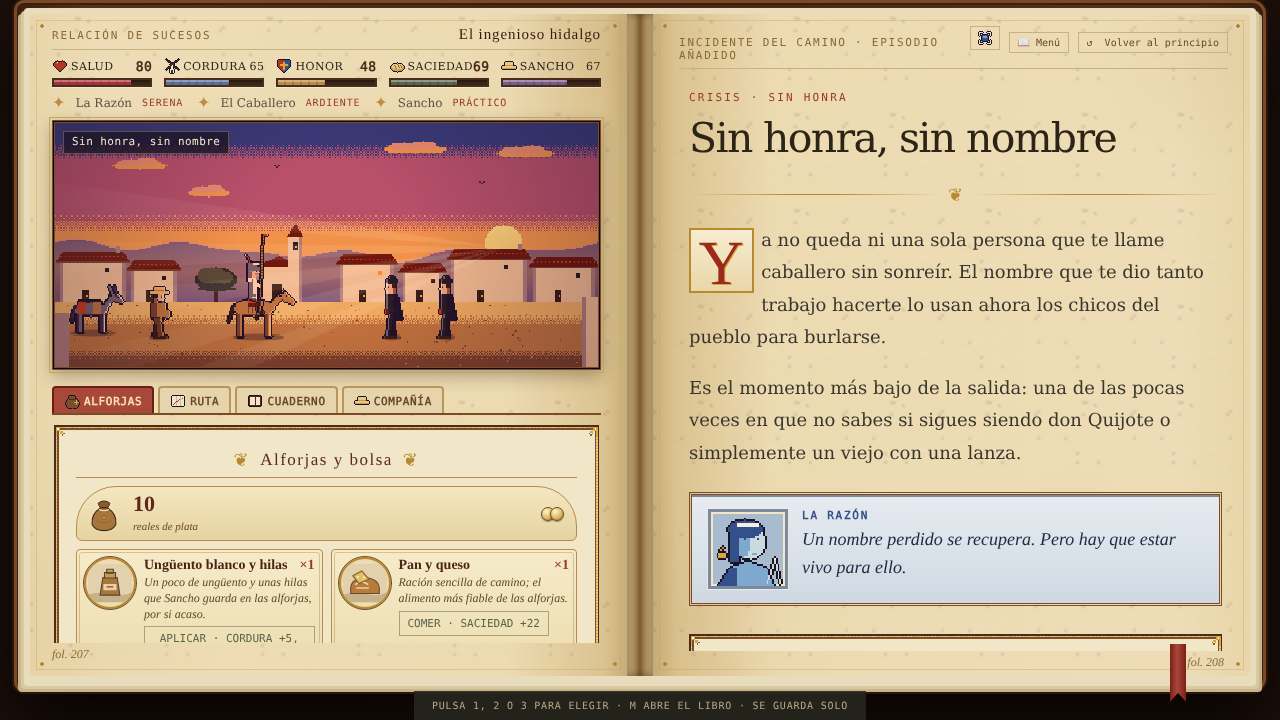 RELACIÓN DE SUCESOS
El ingenioso hidalgo
SALUD 80
CORDURA 65
HONOR 48
SACIEDAD 69
SANCHO 67
La Razón SERENA
El Caballero ARDIENTE
Sancho PRÁCTICO
Sin honra, sin nombre
ALFORJAS
RUTA
CUADERNO
COMPAÑÍA
Alforjas y bolsa
10
reales de plata
Ungüento blanco y hilas ×1
Un poco de ungüento y unas hilas
que Sancho guarda en las alforjas,
por si acaso.
APLICAR · CORDURA +5,
Pan y queso ×1
Ración sencilla de camino; el
alimento más fiable de las alforjas.
COMER · SACIEDAD +22
fol. 207
INCIDENTE DEL CAMINO · EPISODIO
AÑADIDO
Menú
↺ Volver al principio
CRISIS · SIN HONRA
Sin honra, sin nombre
Ya no queda ni una sola persona que te llame
caballero sin sonreír. El nombre que te dio tanto
trabajo hacerte lo usan ahora los chicos del
pueblo para burlarse.
Es el momento más bajo de la salida: una de las pocas
veces en que no sabes si sigues siendo don Quijote o
simplemente un viejo con una lanza.
LA RAZÓN
Un nombre perdido se recupera. Pero hay que estar
vivo para ello.
fol. 208
PULSA 1, 2 O 3 PARA ELEGIR · M ABRE EL LIBRO · SE GUARDA SOLO